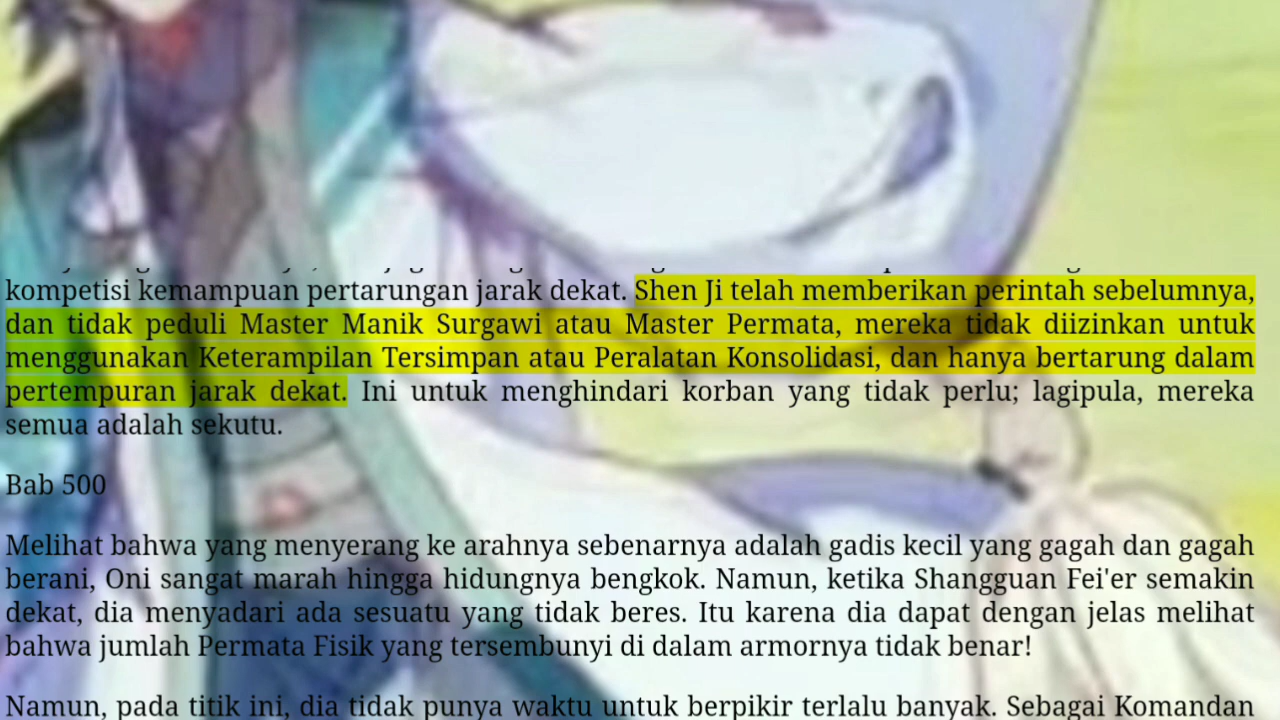 kompetisi kemampuan pertarungan jarak dekat. Shen Ji telah memberikan perintah sebelumnya,
dan tidak peduli Master Manik Surgawi atau Master Permata, mereka tidak diizinkan untuk
menggunakan Keterampilan Tersimpan atau Peralatan Konsolidasi, dan hanya bertarung dalam
pertempuran jarak dekat. Ini untuk menghindari korban yang tidak perlu; lagipula, mereka
semua adalah sekutu.
Bab 500
Melihat bahwa yang menyerang ke arahnya sebenarnya adalah gadis kecil yang gagah dan gagah
berani, Oni sangat marah hingga hidungnya bengkok. Namun, ketika Shangguan Fei'er semakin
dekat, dia menyadari ada sesuatu yang tidak beres. Itu karena dia dapat dengan jelas melihat
bahwa jumlah Permata Fisik yang tersembunyi di dalam armornya tidak benar!
Namun, pada titik ini, dia tidak punya waktu untuk berpikir terlalu banyak. Sebagai Komandan